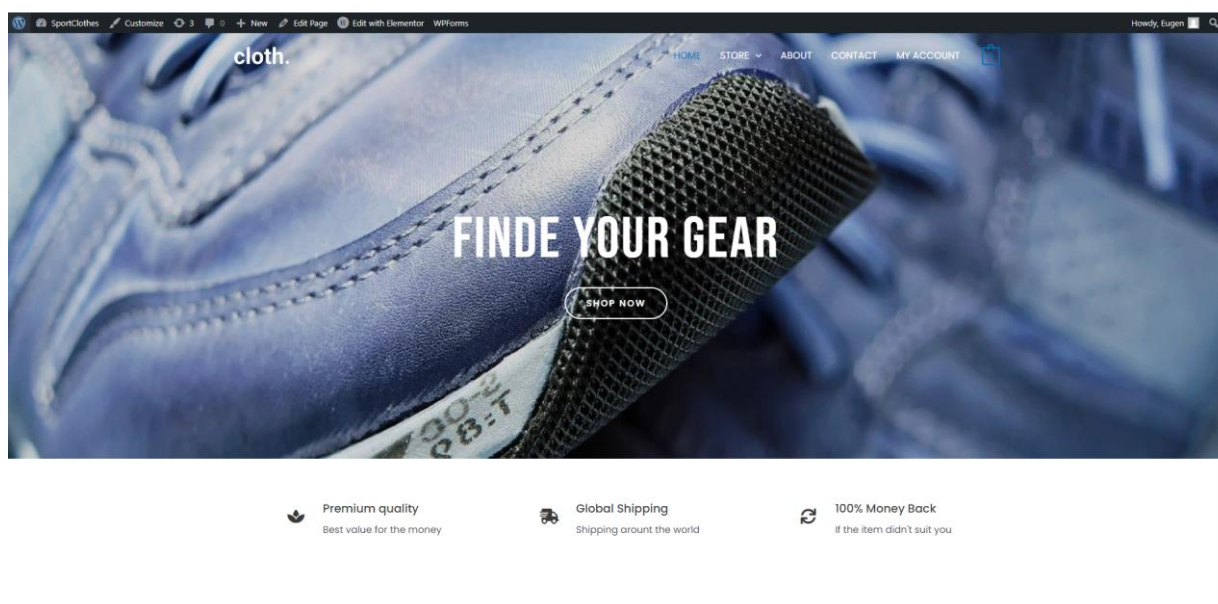 SportClothes Customize 3 0 + New Edit Page Edit with Elementor WPForms Howdy, Eugen
cloth. HOME STORE ABOUT CONTACT MY ACCOUNT
FINDE YOUR GEAR
SHOP NOW
Premium quality Global Shipping 100% Money Back
Best value for the money Shipping arount the world If the item didn't suit you